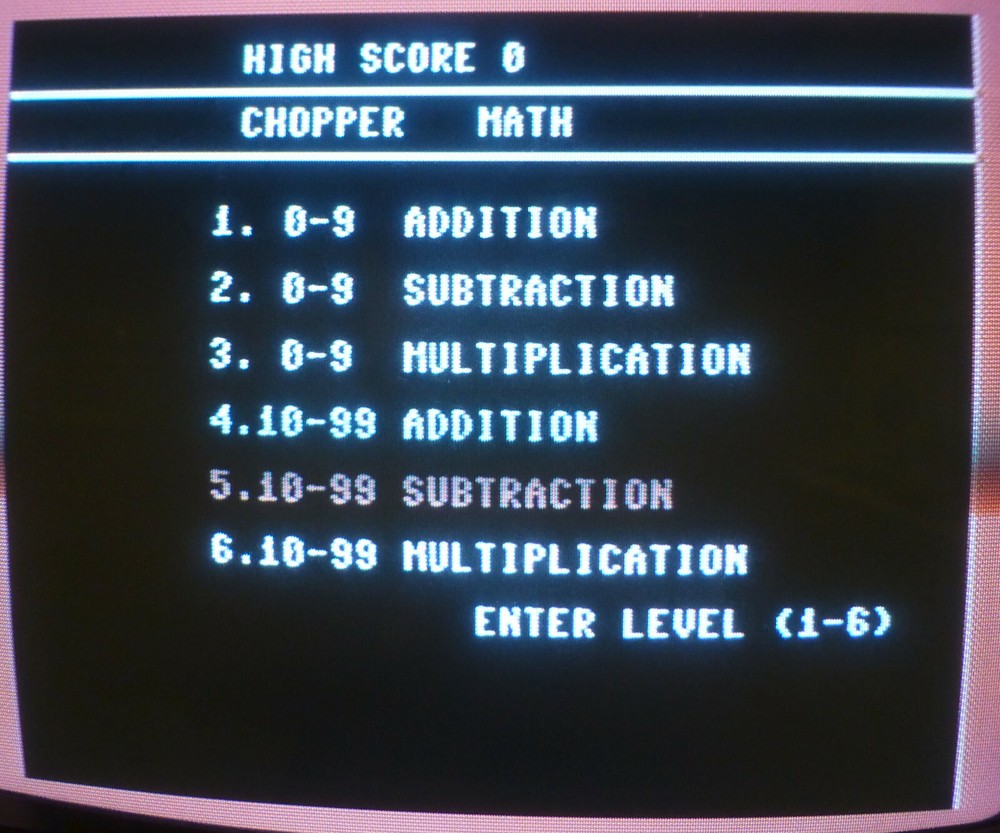 HIGH SCORE 0
CHOPPER MATH
1. 0-9 ADDITION
2. 0-9 SUBTRACTION
3. 0-9 MULTIPLICATION
4.10-99 ADDITION
5.10-99 SUBTRACTION
6.10-99 MULTIPLICATION
ENTER LEVEL (1-6)